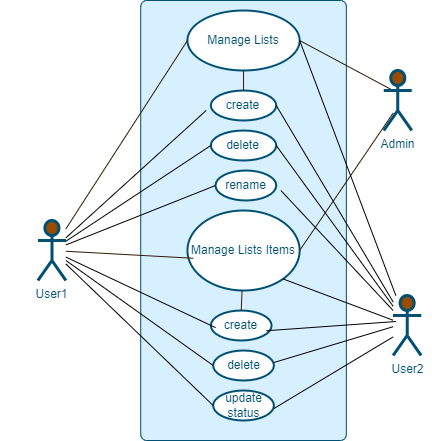 Manage Lists
create
delete
rename
Manage Lists Items
create
delete
update
status
User1
Admin
User2